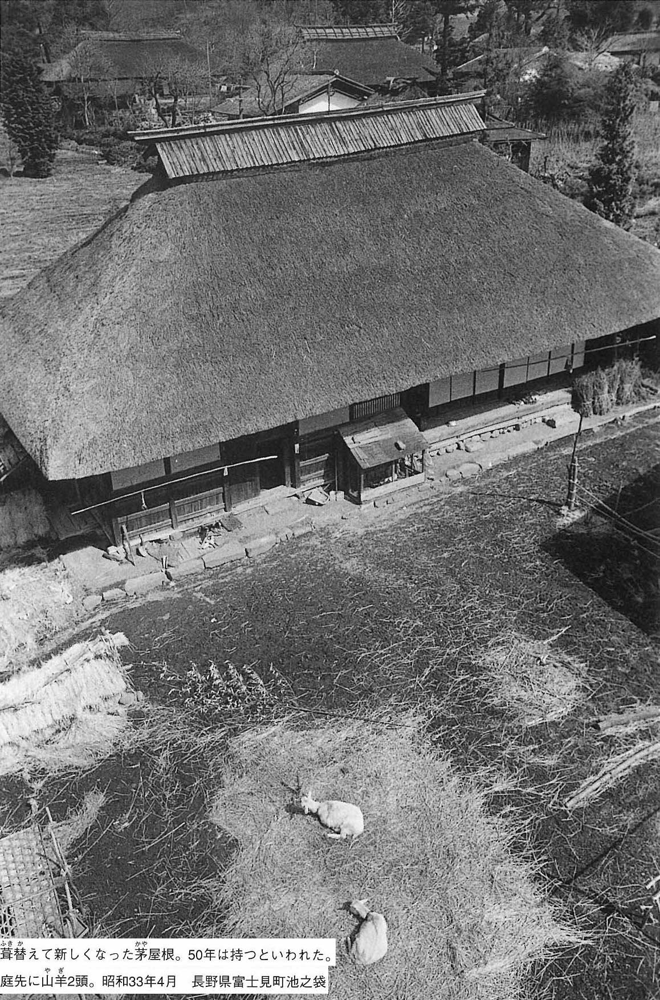 葺替えて新しくなった茅屋根。50年は持つといわれた。
庭先に山羊2頭。昭和33年4月　長野県富士見町池之袋